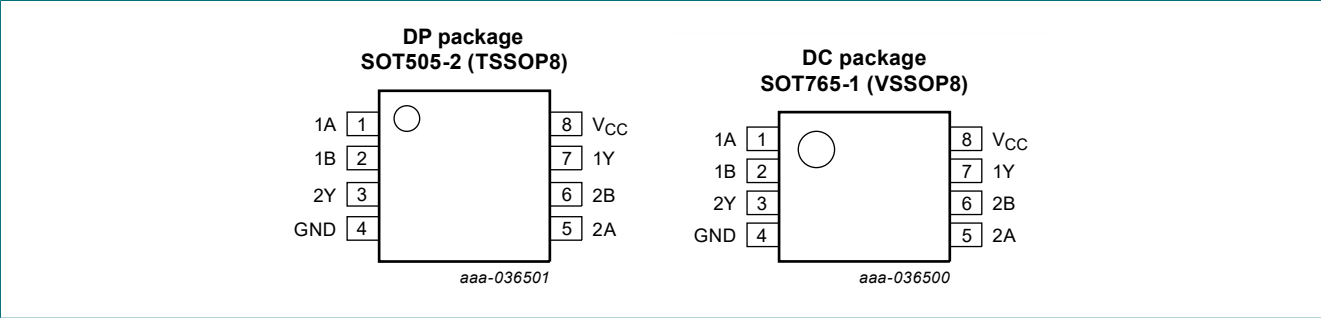 DP package
SOT505-2 (TSSOP8)
1A 1 8 VCC
1B 2 7 1Y
2Y 3 6 2B
GND 4 5 2A
aaa-036501
DC package
SOT765-1 (VSSOP8)
1A 1 8 VCC
1B 2 7 1Y
2Y 3 6 2B
GND 4 5 2A
aaa-036500